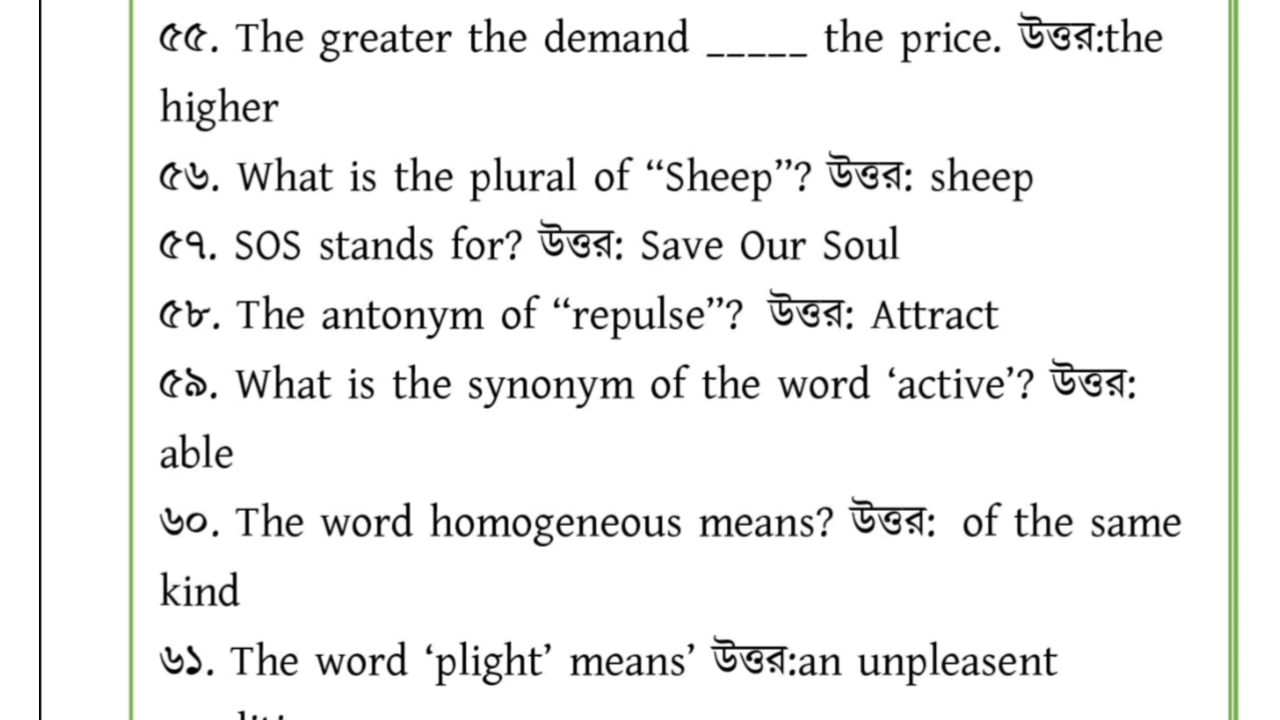 ৫৫. The greater the demand _____ the price. উত্তর:the
higher
৫৬. What is the plural of “Sheep”? উত্তর: sheep
৫৭. SOS stands for? উত্তর: Save Our Soul
৫৮. The antonym of “repulse”? উত্তর: Attract
৫৯. What is the synonym of the word ‘active’? উত্তর:
able
৬০. The word homogeneous means? উত্তর: of the same
kind
৬১. The word ‘plight’ means’ উত্তর:an unpleasent